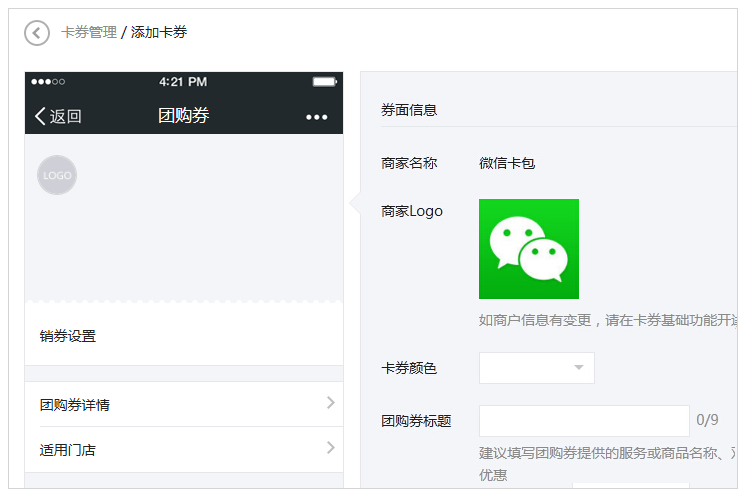 卡券管理 / 添加卡券
4:21 PM
返回
团购券
LOGO
销券设置
团购券详情
适用门店
券面信息
商家名称 微信卡包
商家Logo
如商户信息有变更，请在卡券基础功能开通
卡券颜色
团购券标题 0/9
建议填写团购券提供的服务或商品名称、
优惠